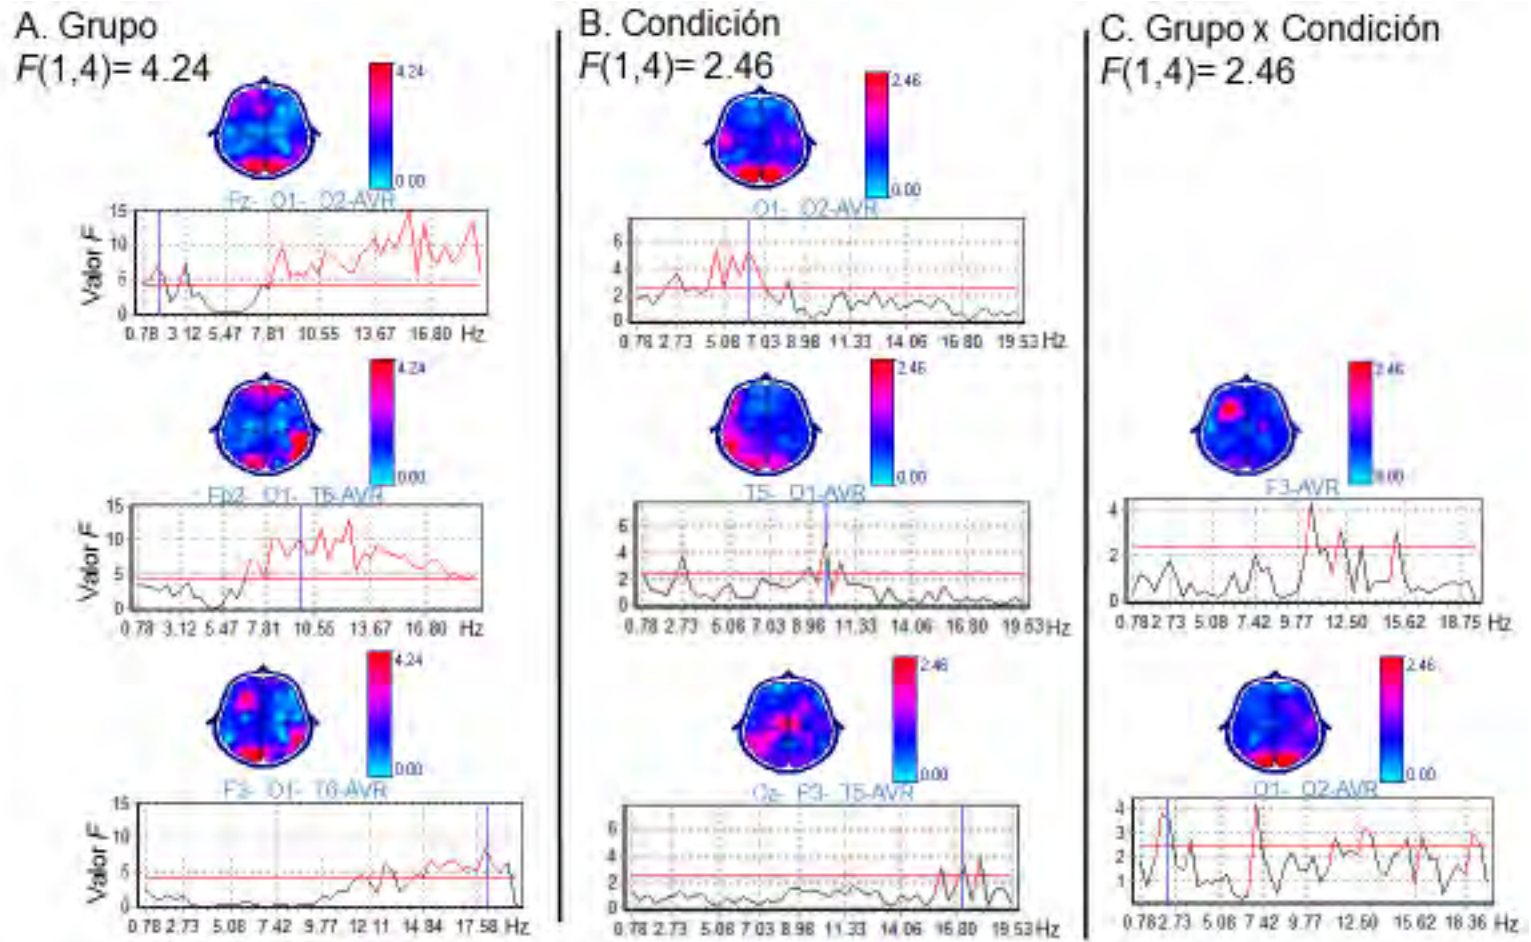 A. Grupo
F(1,4)= 4.24
4.24
0.00
Fz- O1- O2-AVR
Valor F
15
10
5
0
0.78 3 12 5.47 7.81 10.55 13.67 16.80 Hz
4.24
0.00
Fp2- O1- T6-AVR
Valor F
15
10
5
0
0.78 3.12 5.47 7.81 10.55 13.67 16.80 Hz
4.24
0.00
F3- O1- T6-AVR
Valor F
15
10
5
0
0.78 2.73 5.08 7.42 9.77 12 11 14.84 17.58 Hz
B. Condición
F(1,4)= 2.46
2.46
0.00
O1- O2-AVR
6
4
2
0
0.78 2.73 5.08 7 03 8.98 11.33 14 06 16 80 19 53 Hz
2.46
0.00
T5- O1-AVR
6
4
2
0
0.78 2.73 5.08 7.03 8.98 11.33 14.06 16.80 19.53 Hz
2.46
0.00
Cz- P3- T5-AVR
6
4
2
0
0.78 2.73 5.08 7.03 8.98 11.33 14.06 16 80 19.53 Hz
C. Grupo x Condición
F(1,4)= 2.46
2.46
0.00
F3-AVR
4
2
0
0.78 2 73 5.08 7.42 9.77 12.50 15.62 18.75 Hz
2.46
0.00
O1- O2-AVR
4
3
2
1
0.78 2.73 5.08 7 42 9.77 12.50 15.62 18.36 Hz